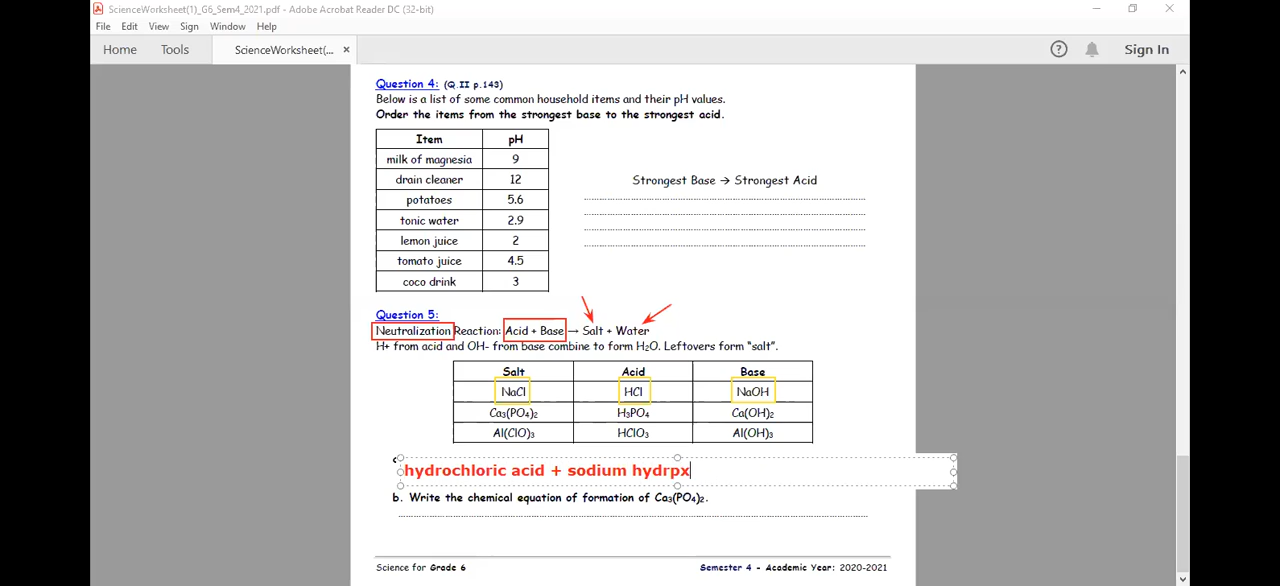 ScienceWorksheet(1)_G6_Sem4_2021.pdf - Adobe Acrobat Reader DC (32-bit)
File Edit View Sign Window Help
Home Tools ScienceWorksheet(... × Sign In
Question 4: (Q.II p.143)
Below is a list of some common household items and their pH values.
Order the items from the strongest base to the strongest acid.
Item pH
milk of magnesia 9
drain cleaner 12
potatoes 5.6
tonic water 2.9
lemon juice 2
tomato juice 4.5
coco drink 3
Strongest Base → Strongest Acid
Question 5:
Neutralization Reaction: Acid + Base → Salt + Water
H+ from acid and OH- from base combine to form H₂O. Leftovers form "salt".
Salt Acid Base
NaCl HCl NaOH
Ca₃(PO₄)₂ H₃PO₄ Ca(OH)₂
Al(ClO)₃ HClO₃ Al(OH)₃
hydrochloric acid + sodium hydrpx
b. Write the chemical equation of formation of Ca₃(PO₄)₂.
Science for Grade 6 Semester 4 - Academic Year: 2020-2021